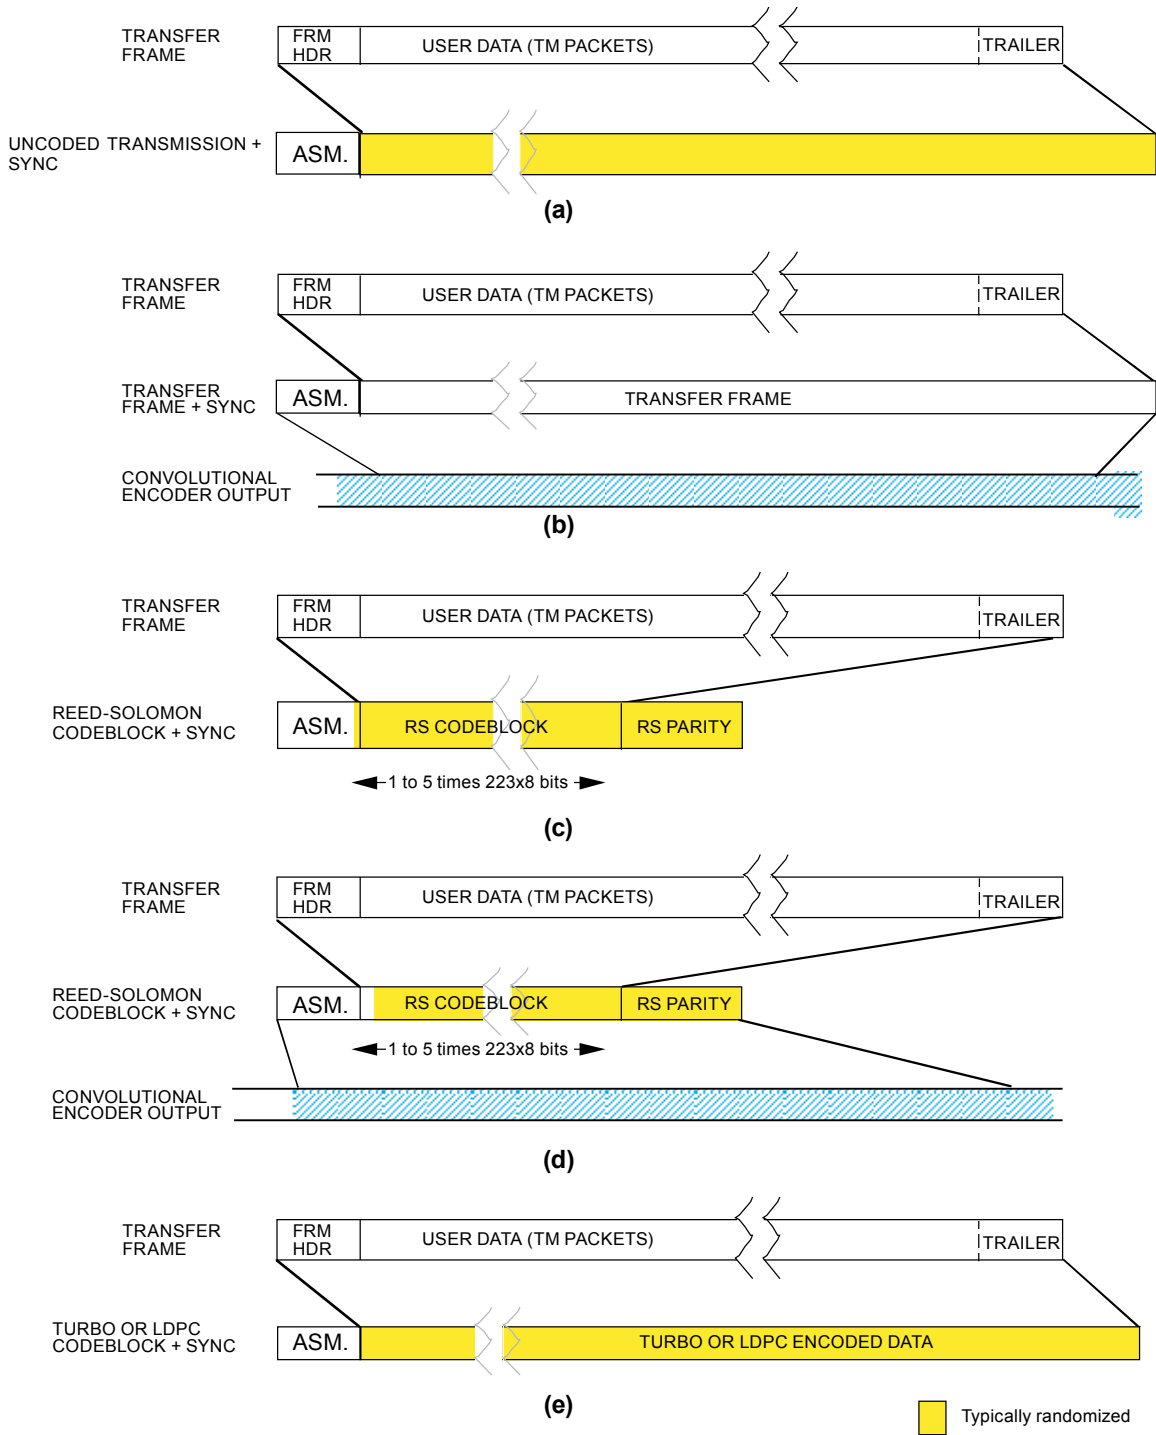 TRANSFER
FRAME
FRM
HDR
USER DATA (TM PACKETS)
TRAILER
UNCODED TRANSMISSION +
SYNC
ASM.
(a)
TRANSFER
FRAME
FRM
HDR
USER DATA (TM PACKETS)
TRAILER
TRANSFER
FRAME + SYNC
ASM.
TRANSFER FRAME
CONVOLUTIONAL
ENCODER OUTPUT
(b)
TRANSFER
FRAME
FRM
HDR
USER DATA (TM PACKETS)
TRAILER
REED-SOLOMON
CODEBLOCK + SYNC
ASM.
RS CODEBLOCK
RS PARITY
1 to 5 times 223x8 bits
(c)
TRANSFER
FRAME
FRM
HDR
USER DATA (TM PACKETS)
TRAILER
REED-SOLOMON
CODEBLOCK + SYNC
ASM.
RS CODEBLOCK
RS PARITY
1 to 5 times 223x8 bits
CONVOLUTIONAL
ENCODER OUTPUT
(d)
TRANSFER
FRAME
FRM
HDR
USER DATA (TM PACKETS)
TRAILER
TURBO OR LDPC
CODEBLOCK + SYNC
ASM.
TURBO OR LDPC ENCODED DATA
(e)
Typically randomized